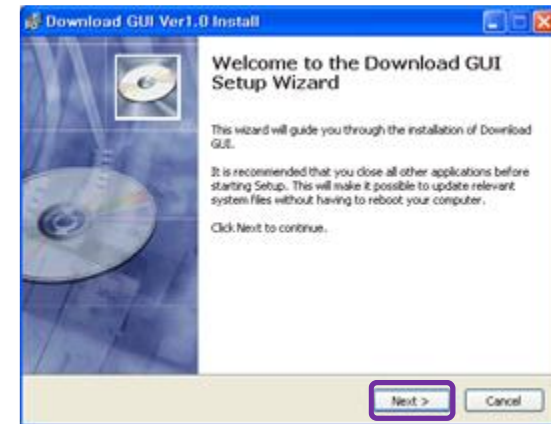 Download GUI Ver1.0 Install
Welcome to the Download GUI
Setup Wizard
This wizard will guide you through the installation of Download
GUI.
It is recommended that you close all other applications before
starting Setup. This will make it possible to update relevant
system files without having to reboot your computer.
Click Next to continue.
Next >
Cancel